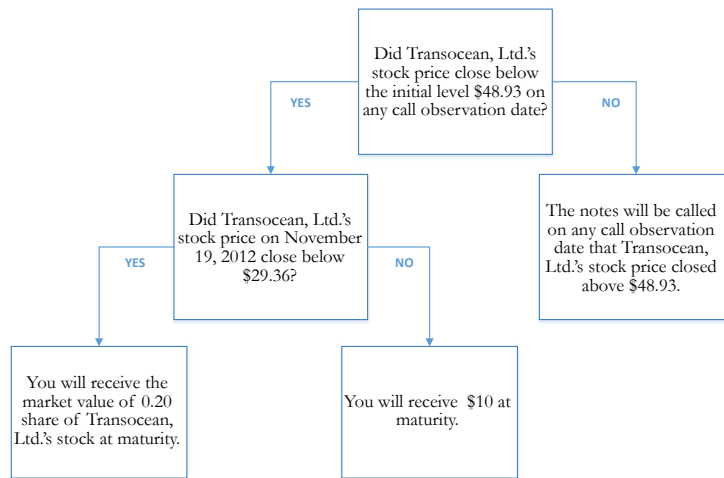 Did Transocean, Ltd.'s
stock price close below
the initial level $48.93 on
any call observation date?
YES
NO
Did Transocean, Ltd.'s
stock price on November
19, 2012 close below
$29.36?
The notes will be called
on any call observation
date that Transocean,
Ltd.'s stock price closed
above $48.93.
YES
NO
You will receive the
market value of 0.20
share of Transocean,
Ltd.'s stock at maturity.
You will receive $10 at
maturity.